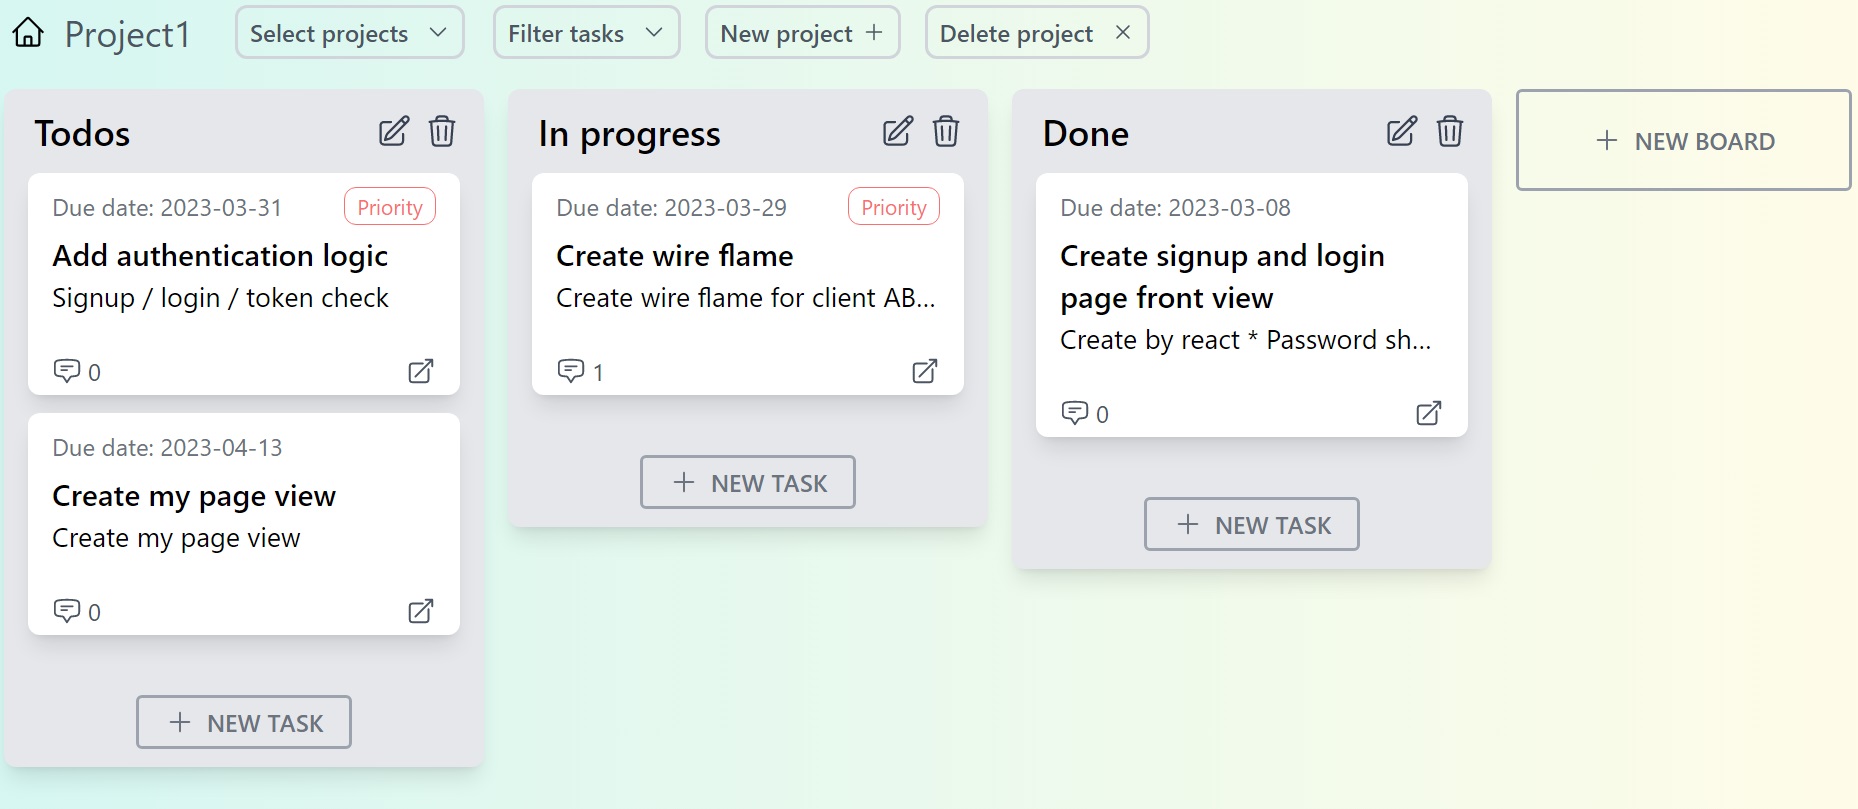 Project1
Select projects
Filter tasks
New project
Delete project
Todos
Due date: 2023-03-31
Priority
Add authentication logic
Signup / login / token check
0
Due date: 2023-04-13
Create my page view
Create my page view
0
+ NEW TASK
In progress
Due date: 2023-03-29
Priority
Create wire flame
Create wire flame for client AB...
1
+ NEW TASK
Done
Due date: 2023-03-08
Create signup and login
page front view
Create by react * Password sh...
0
+ NEW TASK
+ NEW BOARD